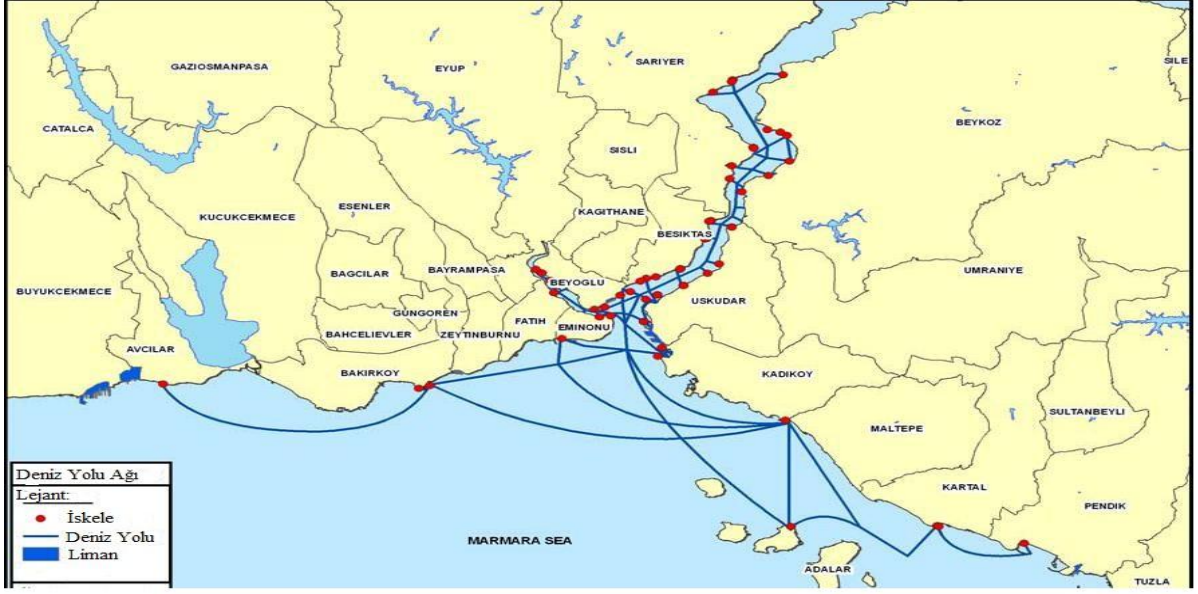 GAZIOSMANPASA
EYUP
SARIYER
SILE
CATALCA
BEYKOZ
SISLI
KUCUKCEKMECE
ESENLER
KAGITHANE
BESIKTAS
BUYUKCEKMECE
BAGCILAR
BAYRAMPASA
BEYOGLU
UMRANIYE
USKUDAR
GUNGOREN
FATIH
EMINONU
BAHCELIEVLER
ZEYTINBURNU
AVCILAR
BAKIRKOY
KADIKOY
SULTANBEYLI
MALTEPE
KARTAL
PENDIK
MARMARA SEA
ADALAR
TUZLA
Deniz Yolu Ağı
Lejant:
İskele
Deniz Yolu
Liman